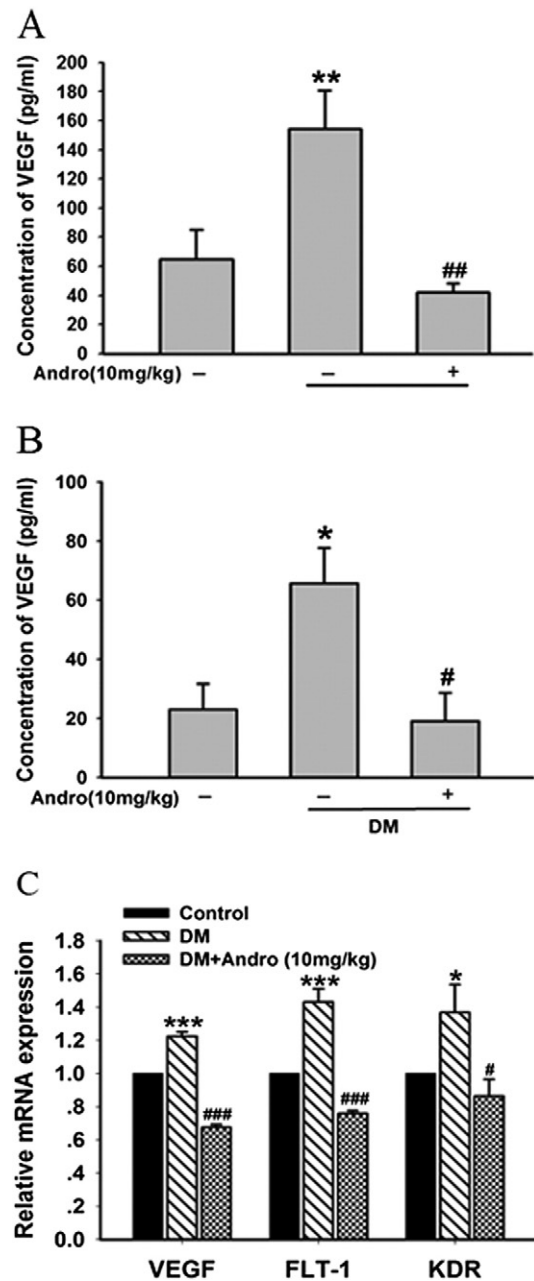 A
Concentration of VEGF (pg/ml)
200
180
160
140
120
100
80
60
40
20
0
**
##
Andro(10mg/kg) – – +
B
Concentration of VEGF (pg/ml)
100
80
60
40
20
0
*
#
Andro(10mg/kg) – – +
DM
C
Control
DM
DM+Andro (10mg/kg)
Relative mRNA expression
1.8
1.6
1.4
1.2
1.0
.8
.6
.4
.2
0.0
*** ### *** ### * #
VEGF FLT-1 KDR